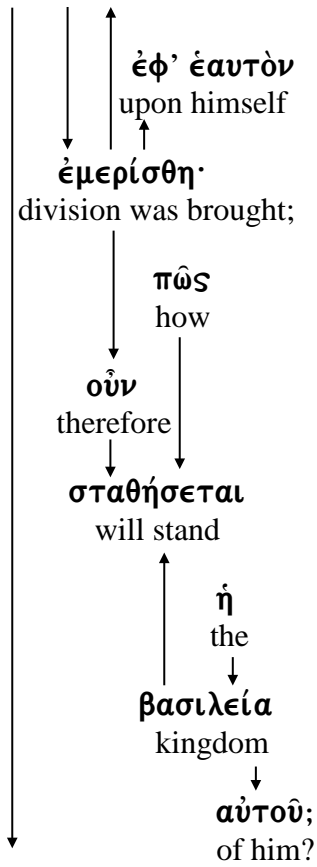 ἐφ’ ἑαυτὸν
upon himself
ἐμερίσθη·
division was brought;
πῶς
how
οὖν
therefore
σταθήσεται
will stand
ἡ
the
βασιλεία
kingdom
αὐτοῦ;
of him?